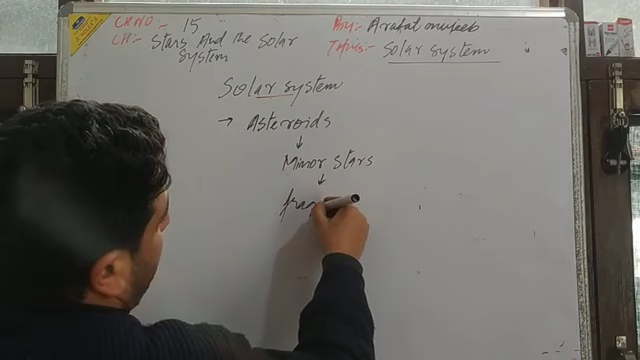 CH NO:- 15
CH:- Stars And the Solar System
By:- Arafat mujeeb
Topic:- Solar System
Solar System
→ Asteroids
↓
Minor Stars
↓
frag